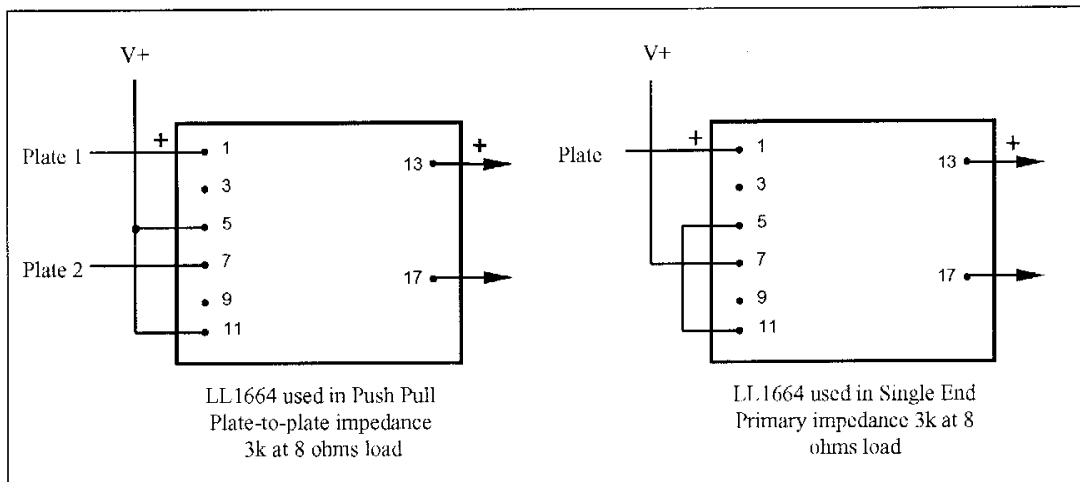 V+
+
Plate 1
1
3
5
Plate 2
7
9
11
13
+
17
LL1664 used in Push Pull
Plate-to-plate impedance
3k at 8 ohms load
V+
+
Plate
1
3
5
7
9
11
13
+
17
LL1664 used in Single End
Primary impedance 3k at 8
ohms load